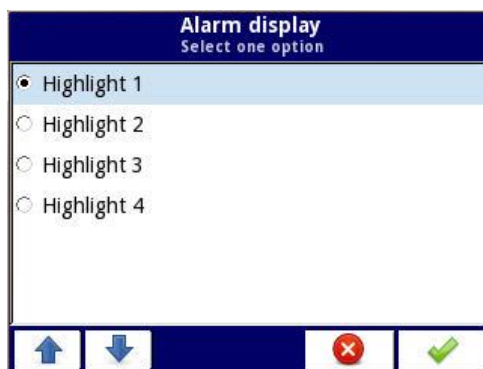 Alarm display
Select one option
Highlight 1
Highlight 2
Highlight 3
Highlight 4